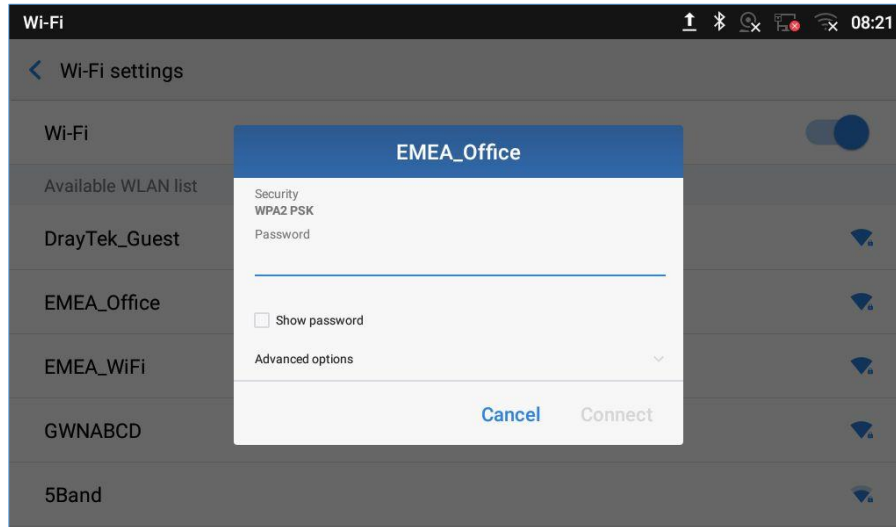 Wi-Fi 08:21
Wi-Fi settings
Wi-Fi
Available WLAN list
DrayTek_Guest
EMEA_Office
EMEA_WiFi
GWNABCD
5Band
EMEA_Office
Security
WPA2 PSK
Password
Show password
Advanced options
Cancel Connect